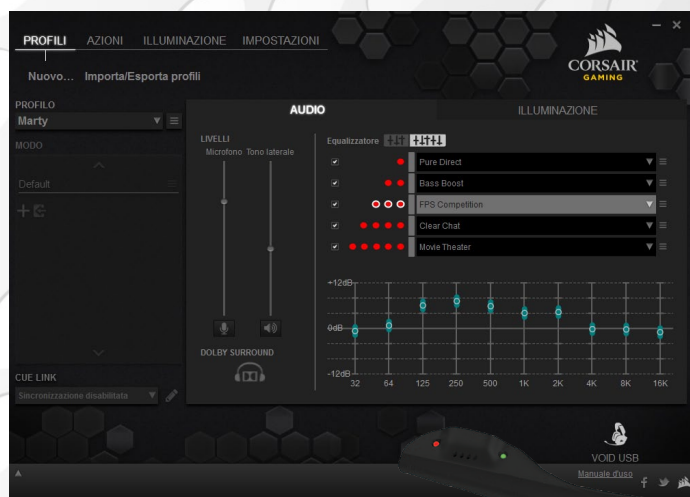 PROFILI AZIONI ILLUMINAZIONE IMPOSTAZIONI
CORSAIR
GAMING
Nuovo... Importa/Esporta profili
PROFILO
Marty
MODO
Default
AUDIO ILLUMINAZIONE
LIVELLI
Microfono Tono laterale
Equalizzatore
Pure Direct
Bass Boost
FPS Competition
Clear Chat
Movie Theater
+12dB
0dB
-12dB
32 64 125 250 500 1K 2K 4K 8K 16K
DOLBY SURROUND
CUE LINK
Sincronizzazione disabilitata
VOID USB
Manuale d'uso